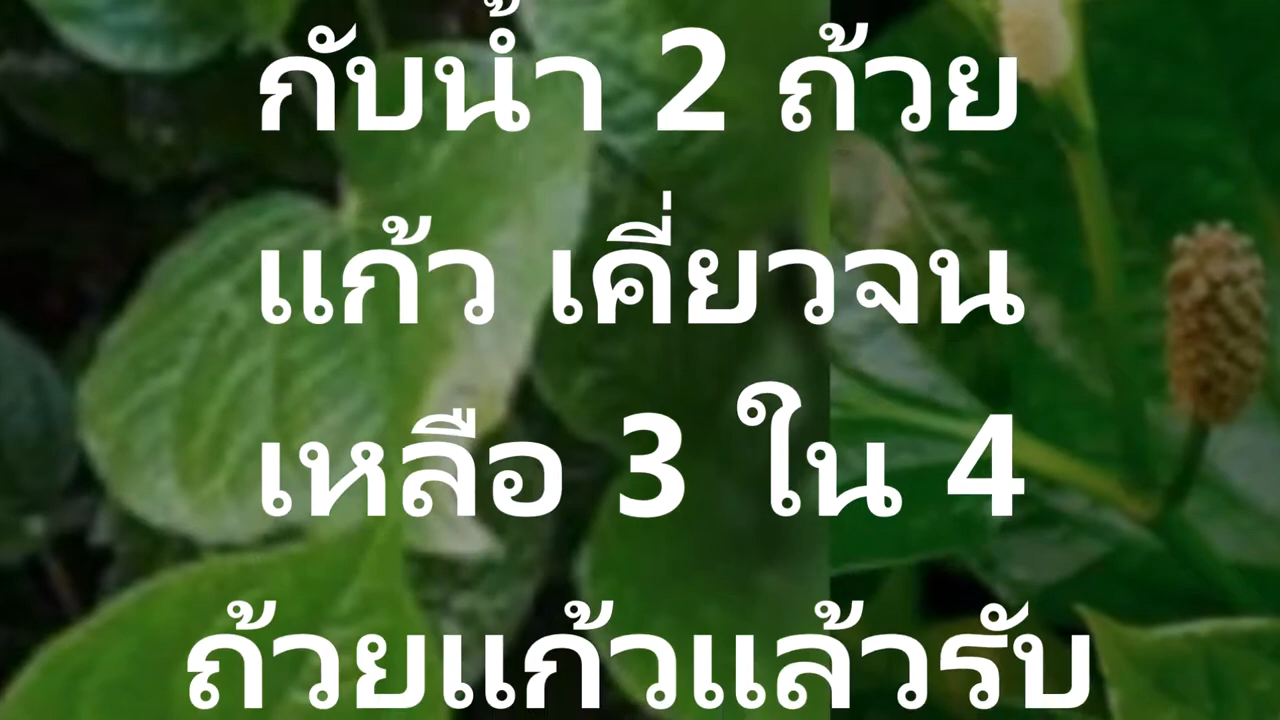 กับน้ำ 2 ถ้วย
แก้ว เคี่ยวจน
เหลือ 3 ใน 4
ถ้วยแก้วแล้วรับ